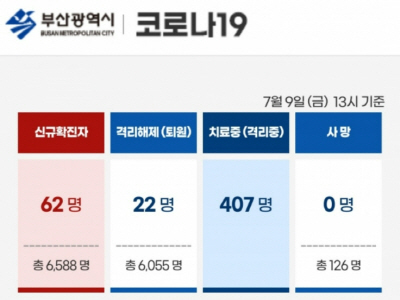 부산광역시
BUSAN METROPOLITAN CITY
코로나19
7월 9일(금) 13시 기준
신규확진자 격리해제(퇴원) 치료중(격리중) 사 망
62 명 22 명 407 명 0 명
총 6,588 명 총 6,055 명 총 126 명